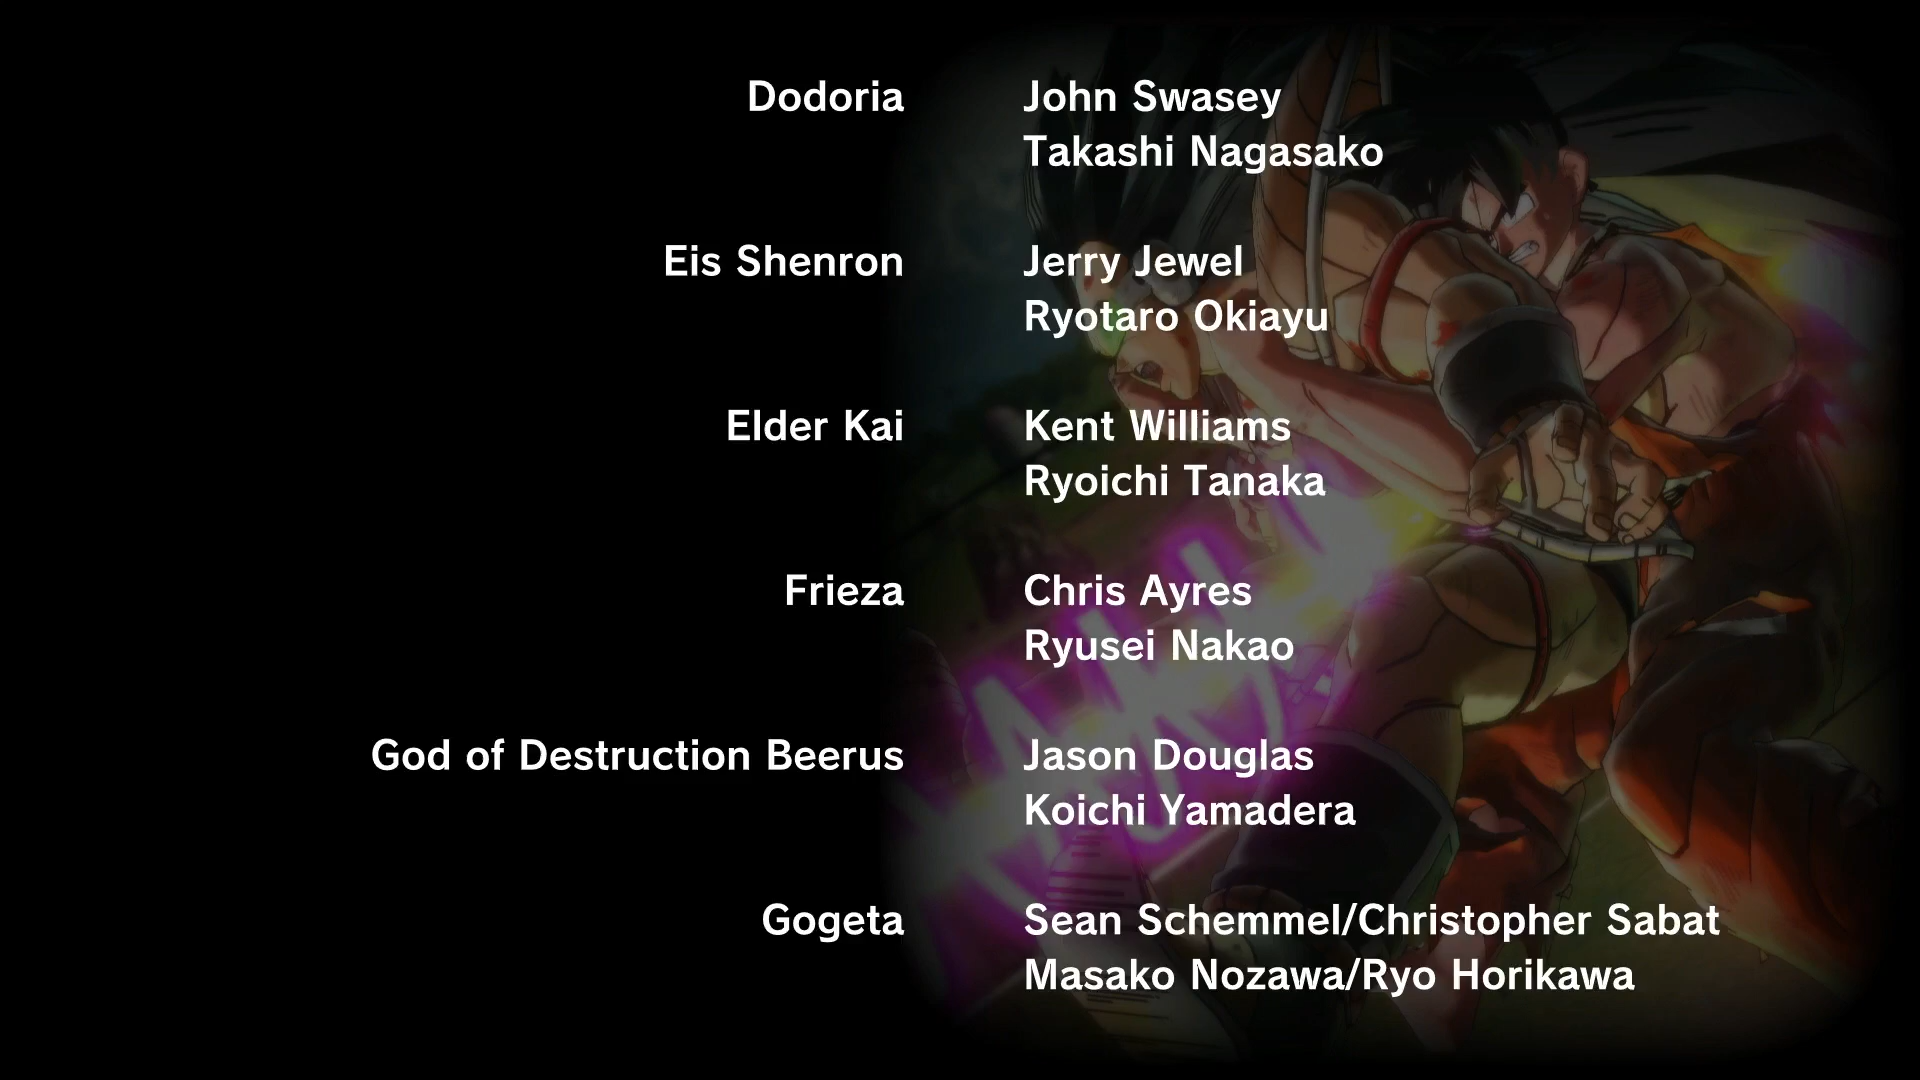 Dodoria John Swasey
Takashi Nagasako
Eis Shenron Jerry Jewel
Ryotaro Okiayu
Elder Kai Kent Williams
Ryoichi Tanaka
Frieza Chris Ayres
Ryusei Nakao
God of Destruction Beerus Jason Douglas
Koichi Yamadera
Gogeta Sean Schemmel/Christopher Sabat
Masako Nozawa/Ryo Horikawa